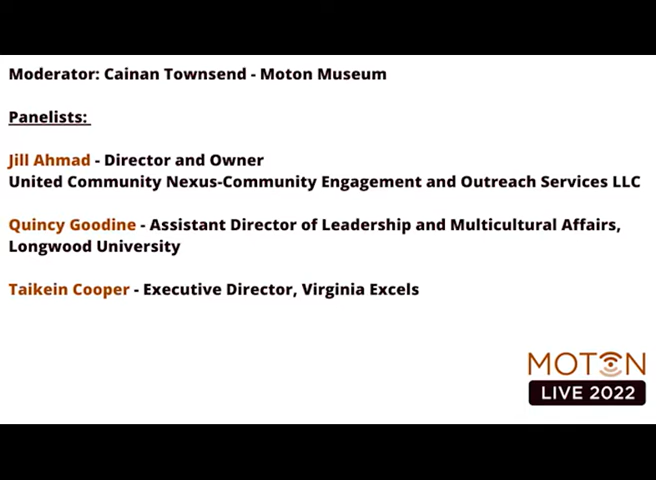 Moderator: Cainan Townsend - Moton Museum
Panelists:
Jill Ahmad - Director and Owner
United Community Nexus-Community Engagement and Outreach Services LLC
Quincy Goodine - Assistant Director of Leadership and Multicultural Affairs,
Longwood University
Taikein Cooper - Executive Director, Virginia Excels
MOTON
LIVE 2022